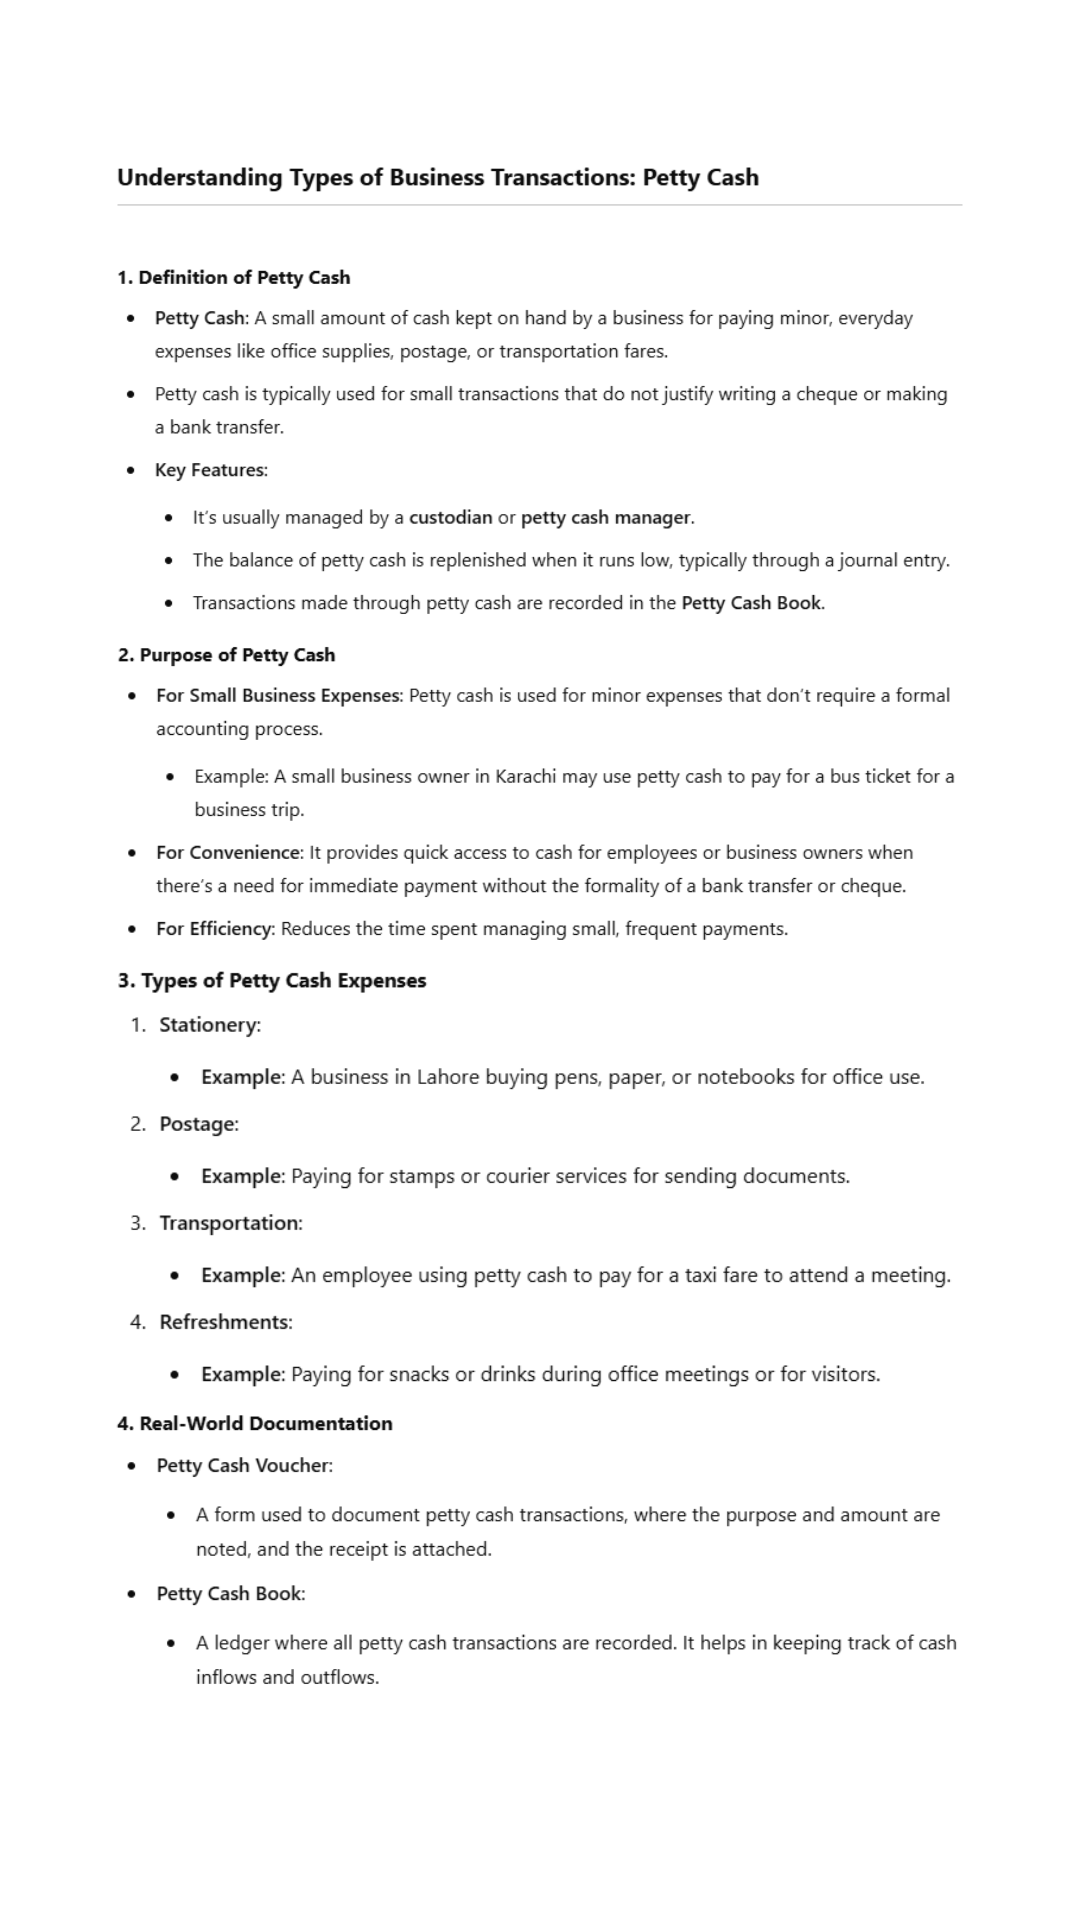 Understanding Types of Business Transactions: Petty Cash
1. Definition of Petty Cash
• Petty Cash: A small amount of cash kept on hand by a business for paying minor, everyday
expenses like office supplies, postage, or transportation fares.
• Petty cash is typically used for small transactions that do not justify writing a cheque or making
a bank transfer.
• Key Features:
• It's usually managed by a custodian or petty cash manager.
• The balance of petty cash is replenished when it runs low, typically through a journal entry.
• Transactions made through petty cash are recorded in the Petty Cash Book.
2. Purpose of Petty Cash
• For Small Business Expenses: Petty cash is used for minor expenses that don't require a formal
accounting process.
• Example: A small business owner in Karachi may use petty cash to pay for a bus ticket for a
business trip.
• For Convenience: It provides quick access to cash for employees or business owners when
there's a need for immediate payment without the formality of a bank transfer or cheque.
• For Efficiency: Reduces the time spent managing small, frequent payments.
3. Types of Petty Cash Expenses
1. Stationery:
• Example: A business in Lahore buying pens, paper, or notebooks for office use.
2. Postage:
• Example: Paying for stamps or courier services for sending documents.
3. Transportation:
• Example: An employee using petty cash to pay for a taxi fare to attend a meeting.
4. Refreshments:
• Example: Paying for snacks or drinks during office meetings or for visitors.
4. Real-World Documentation
• Petty Cash Voucher:
• A form used to document petty cash transactions, where the purpose and amount are
noted, and the receipt is attached.
• Petty Cash Book:
• A ledger where all petty cash transactions are recorded. It helps in keeping track of cash
inflows and outflows.